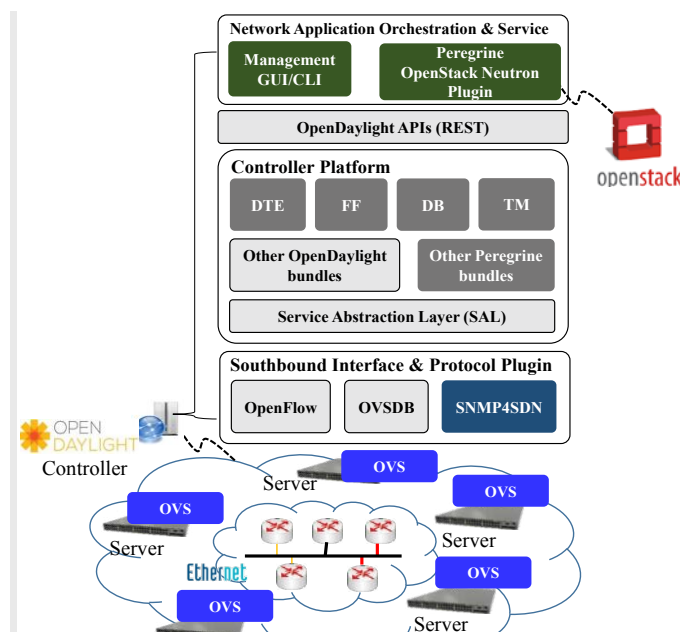 Network Application Orchestration & Service
Management
GUI/CLI
Peregrine
OpenStack Neutron
Plugin
OpenDaylight APIs (REST)
openstack
Controller Platform
DTE
FF
DB
TM
Other OpenDaylight
bundles
Other Peregrine
bundles
Service Abstraction Layer (SAL)
Southbound Interface & Protocol Plugin
OpenFlow
OVSDB
SNMP4SDN
OPEN
DAYLIGHT
Controller
OVS
Server
OVS
Server
OVS
Server
Ethernet
OVS
Server
OVS